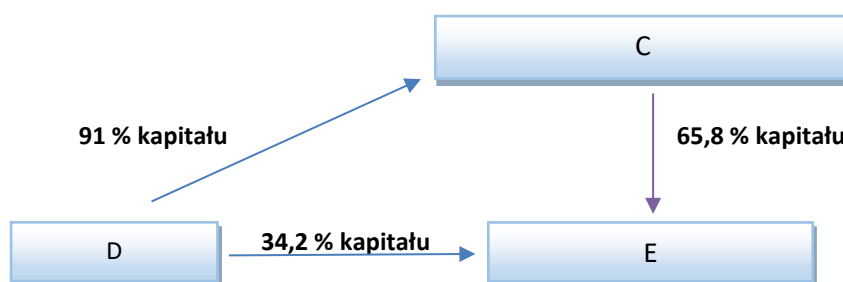 C
91 % kapitału
65,8 % kapitału
D
34,2 % kapitału
E